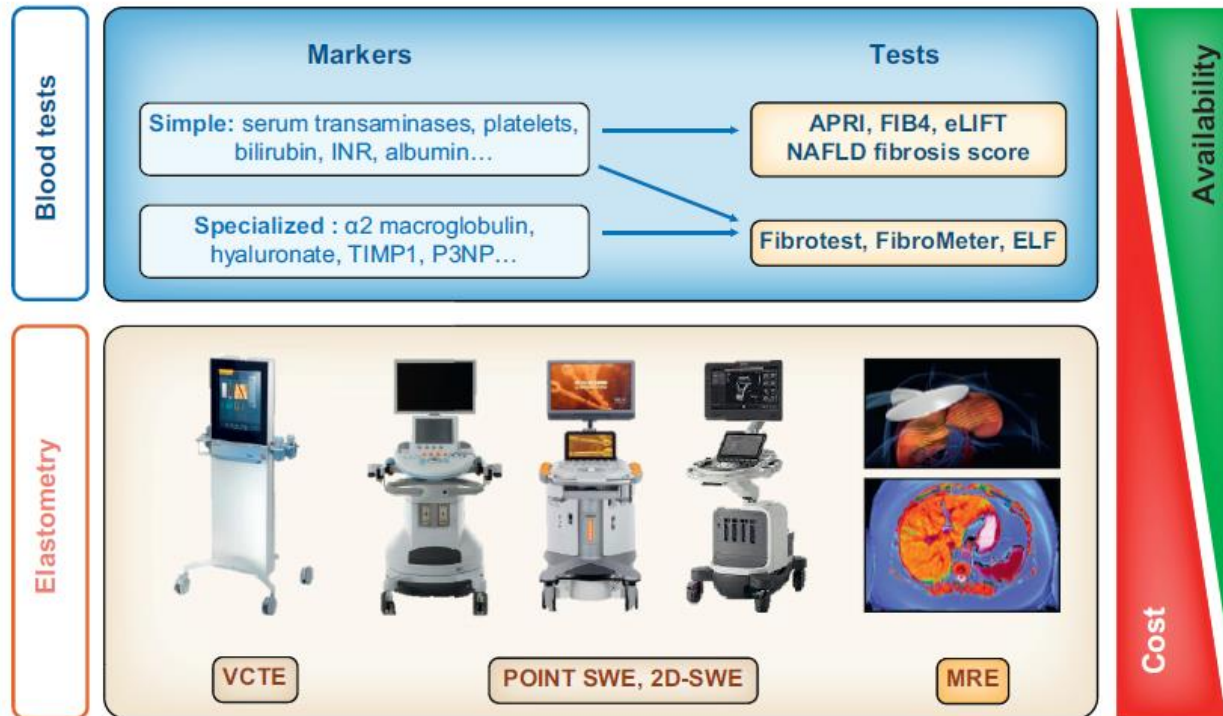 Blood tests
Markers
Tests
Simple: serum transaminases, platelets,
bilirubin, INR, albumin…
APRI, FIB4, eLIFT
NAFLD fibrosis score
Specialized : α2 macroglobulin,
hyaluronate, TIMP1, P3NP…
Fibrotest, FibroMeter, ELF
Availability
Elastometry
VCTE
POINT SWE, 2D-SWE
MRE
Cost